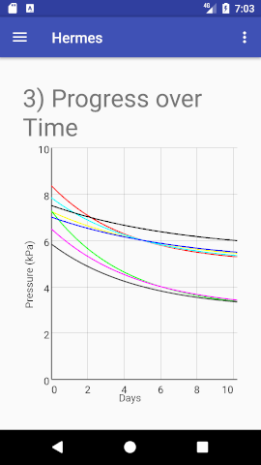 4G 7:03
Hermes
3) Progress over
Time
10
8
6
4
2
0
Pressure (kPa)
0 2 4 6 8 10
Days